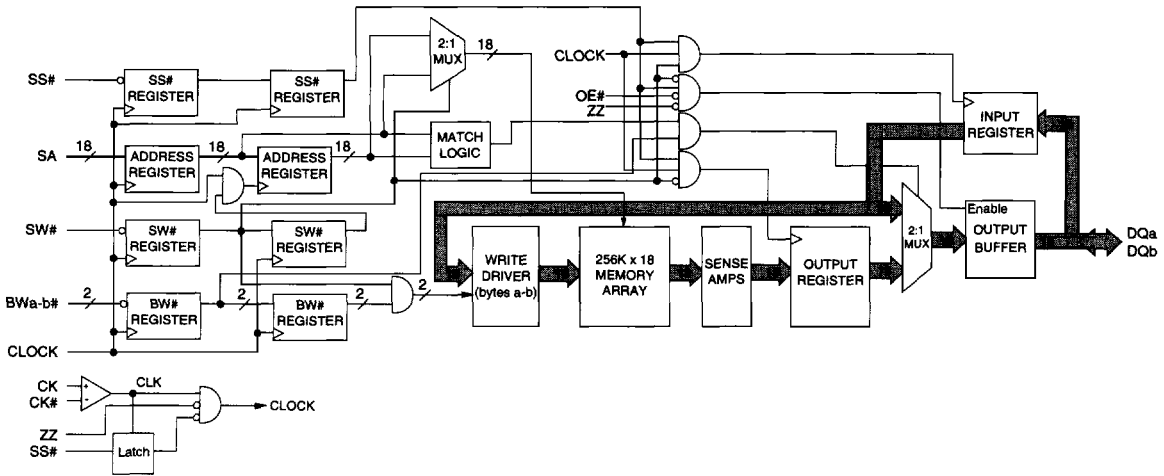 SS#
SS#
REGISTER
SS#
REGISTER
2:1
MUX
18
CLOCK
OE#
ZZ
INPUT
REGISTER
SA
18
ADDRESS
REGISTER
18
ADDRESS
REGISTER
18
MATCH
LOGIC
SW#
SW#
REGISTER
SW#
REGISTER
WRITE
DRIVER
(bytes a-b)
256K x 18
MEMORY
ARRAY
SENSE
AMPS
OUTPUT
REGISTER
2:1
MUX
Enable
OUTPUT
BUFFER
DQa
DQb
BWa-b#
2
BW#
REGISTER
2
BW#
REGISTER
2
2
CLOCK
CK
CK#
+
-
CLK
CLOCK
ZZ
SS#
Latch